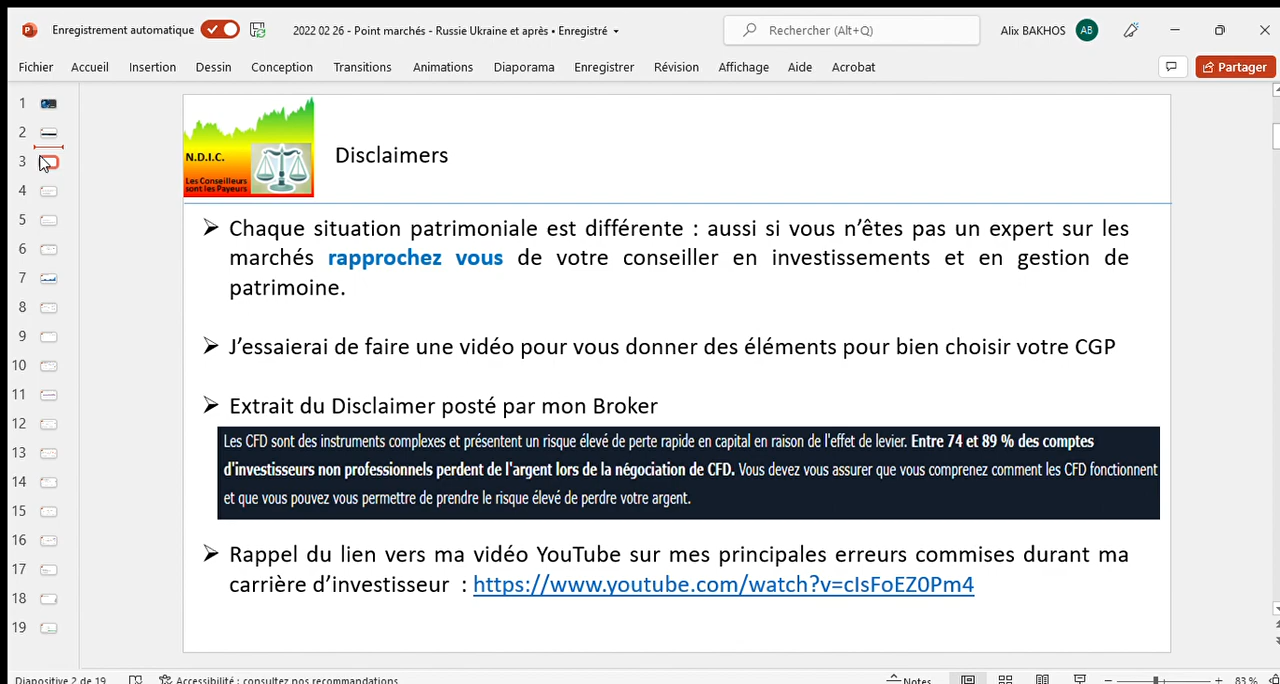 Enregistrement automatique
2022 02 26 - Point marchés - Russie Ukraine et après • Enregistré
Rechercher (Alt+Q)
Alix BAKHOS
AB
Fichier Accueil Insertion Dessin Conception Transitions Animations Diaporama Enregistrer Révision Affichage Aide Acrobat
Partager
1
2
3
4
5
6
7
8
9
10
11
12
13
14
15
16
17
18
19
N.D.I.C.
Les Conseilleurs
sont les Payeurs
Disclaimers
Chaque situation patrimoniale est différente : aussi si vous n’êtes pas un expert sur les
marchés rapprochez vous de votre conseiller en investissements et en gestion de
patrimoine.
J’essaierai de faire une vidéo pour vous donner des éléments pour bien choisir votre CGP
Extrait du Disclaimer posté par mon Broker
Les CFD sont des instruments complexes et présentent un risque élevé de perte rapide en capital en raison de l'effet de levier. Entre 74 et 89 % des comptes
d'investisseurs non professionnels perdent de l'argent lors de la négociation de CFD. Vous devez vous assurer que vous comprenez comment les CFD fonctionnent
et que vous pouvez vous permettre de prendre le risque élevé de perdre votre argent.
Rappel du lien vers ma vidéo YouTube sur mes principales erreurs commises durant ma
carrière d’investisseur : https://www.youtube.com/watch?v=cIsFoEZ0Pm4
Diapositive 2 de 19
Accessibilité : consultez nos recommandations.
Notes
83 %